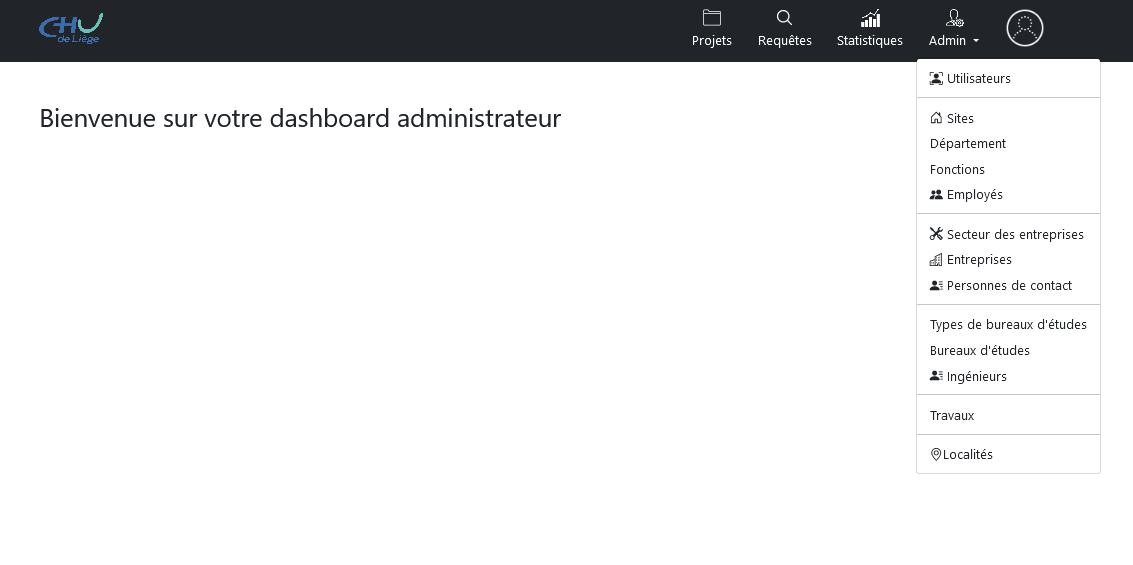 CHU
de Liège
Projets
Requêtes
Statistiques
Admin
Utilisateurs
Bienvenue sur votre dashboard administrateur
Sites
Département
Fonctions
Employés
Secteur des entreprises
Entreprises
Personnes de contact
Types de bureaux d'études
Bureaux d'études
Ingénieurs
Travaux
Localités